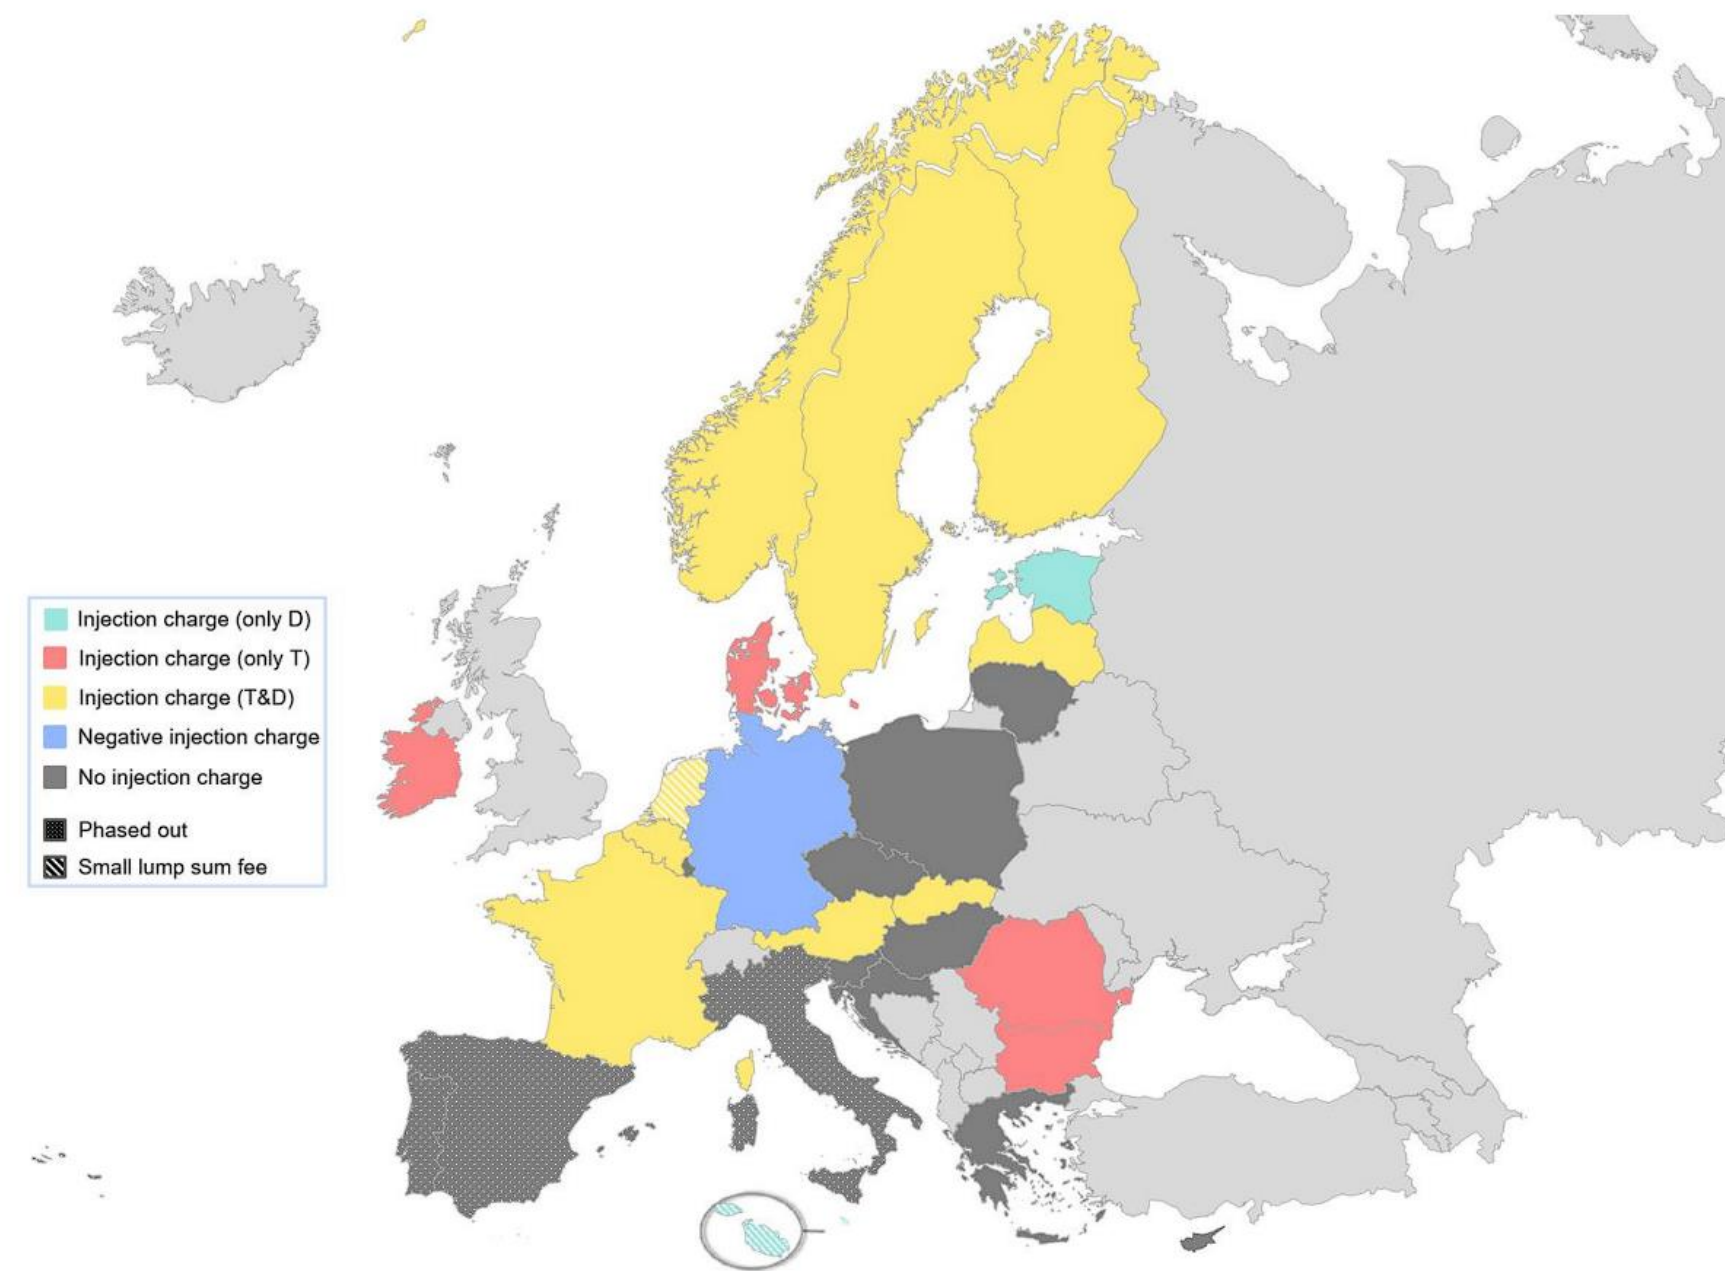 Injection charge (only D)
Injection charge (only T)
Injection charge (T&D)
Negative injection charge
No injection charge
Phased out
Small lump sum fee